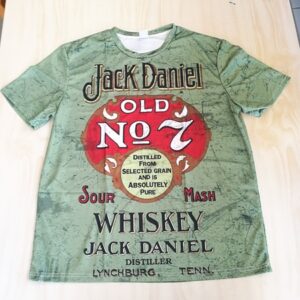 Jack Daniel
OLD
No 7
DISTILLED
FROM
SELECTED GRAIN
AND IS
ABSOLUTELY
PURE
SOUR MASH
WHISKEY
JACK DANIEL
DISTILLER
LYNCHBURG, TENN.